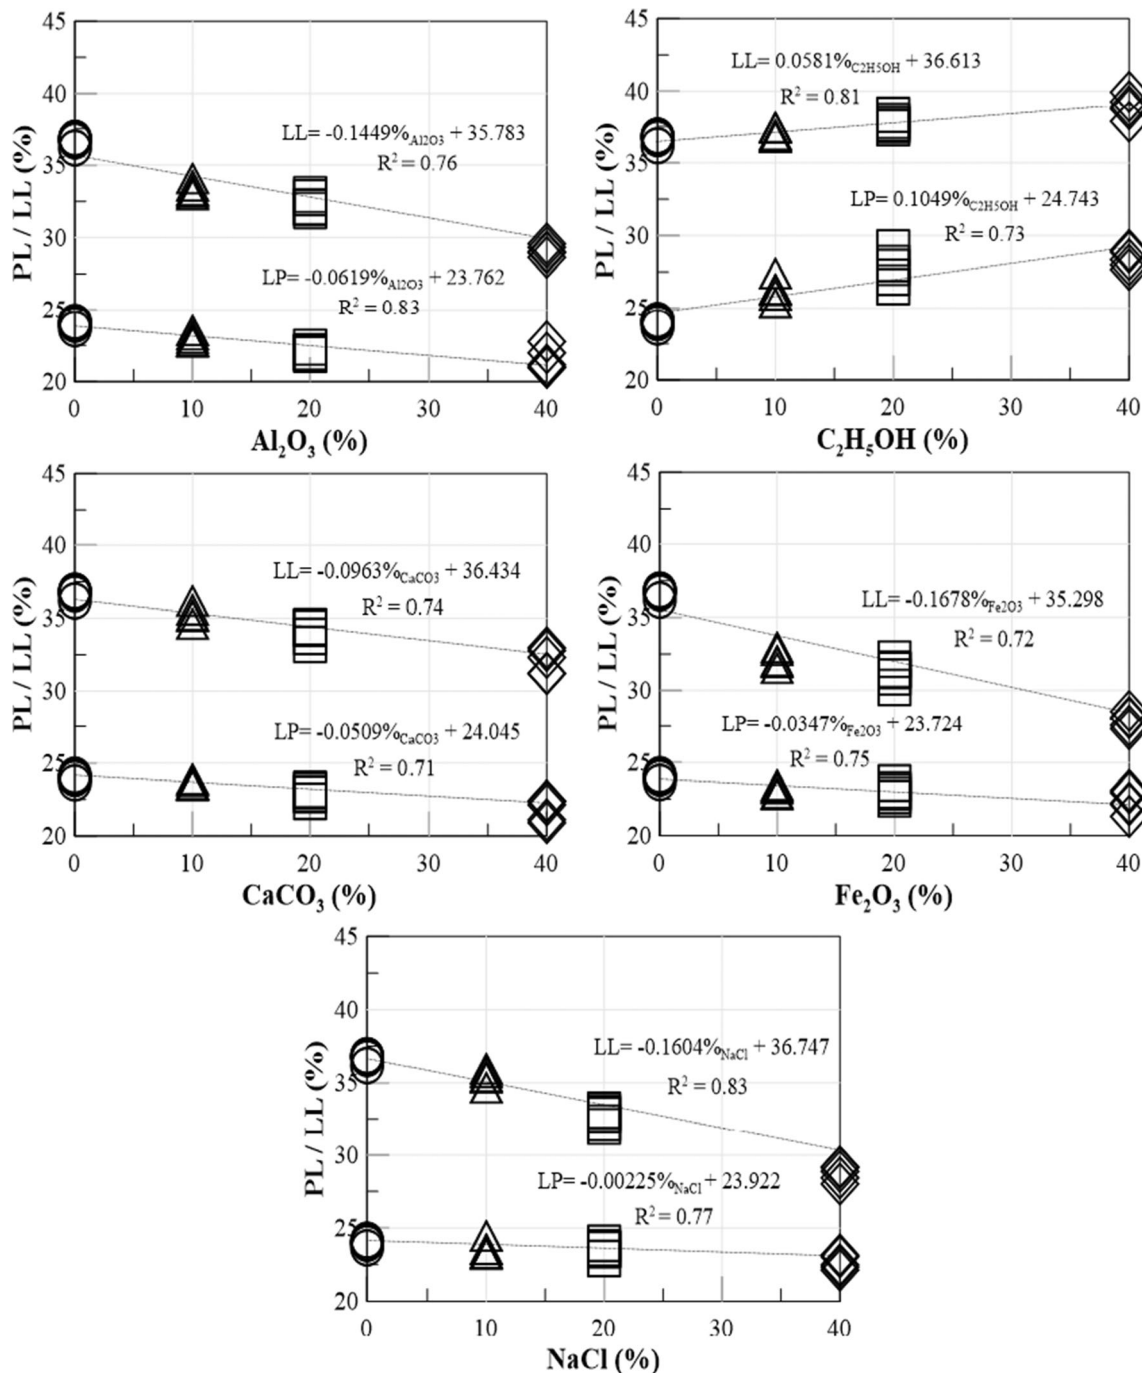 45
40
35
30
25
20
PL / LL (%)
LL= -0.1449%Al2O3 + 35.783
R² = 0.76
LP= -0.0619%Al2O3 + 23.762
R² = 0.83
0 10 20 30 40
Al₂O₃ (%)
45
40
35
30
25
20
PL / LL (%)
LL= 0.0581%C2H5OH + 36.613
R² = 0.81
LP= 0.1049%C2H5OH + 24.743
R² = 0.73
0 10 20 30 40
C₂H₅OH (%)
45
40
35
30
25
20
PL / LL (%)
LL= -0.0963%CaCO3 + 36.434
R² = 0.74
LP= -0.0509%CaCO3 + 24.045
R² = 0.71
0 10 20 30 40
CaCO₃ (%)
45
40
35
30
25
20
PL / LL (%)
LL= -0.1678%Fe2O3 + 35.298
R² = 0.72
LP= -0.0347%Fe2O3 + 23.724
R² = 0.75
0 10 20 30 40
Fe₂O₃ (%)
45
40
35
30
25
20
PL / LL (%)
LL= -0.1604%NaCl + 36.747
R² = 0.83
LP= -0.00225%NaCl + 23.922
R² = 0.77
0 10 20 30 40
NaCl (%)